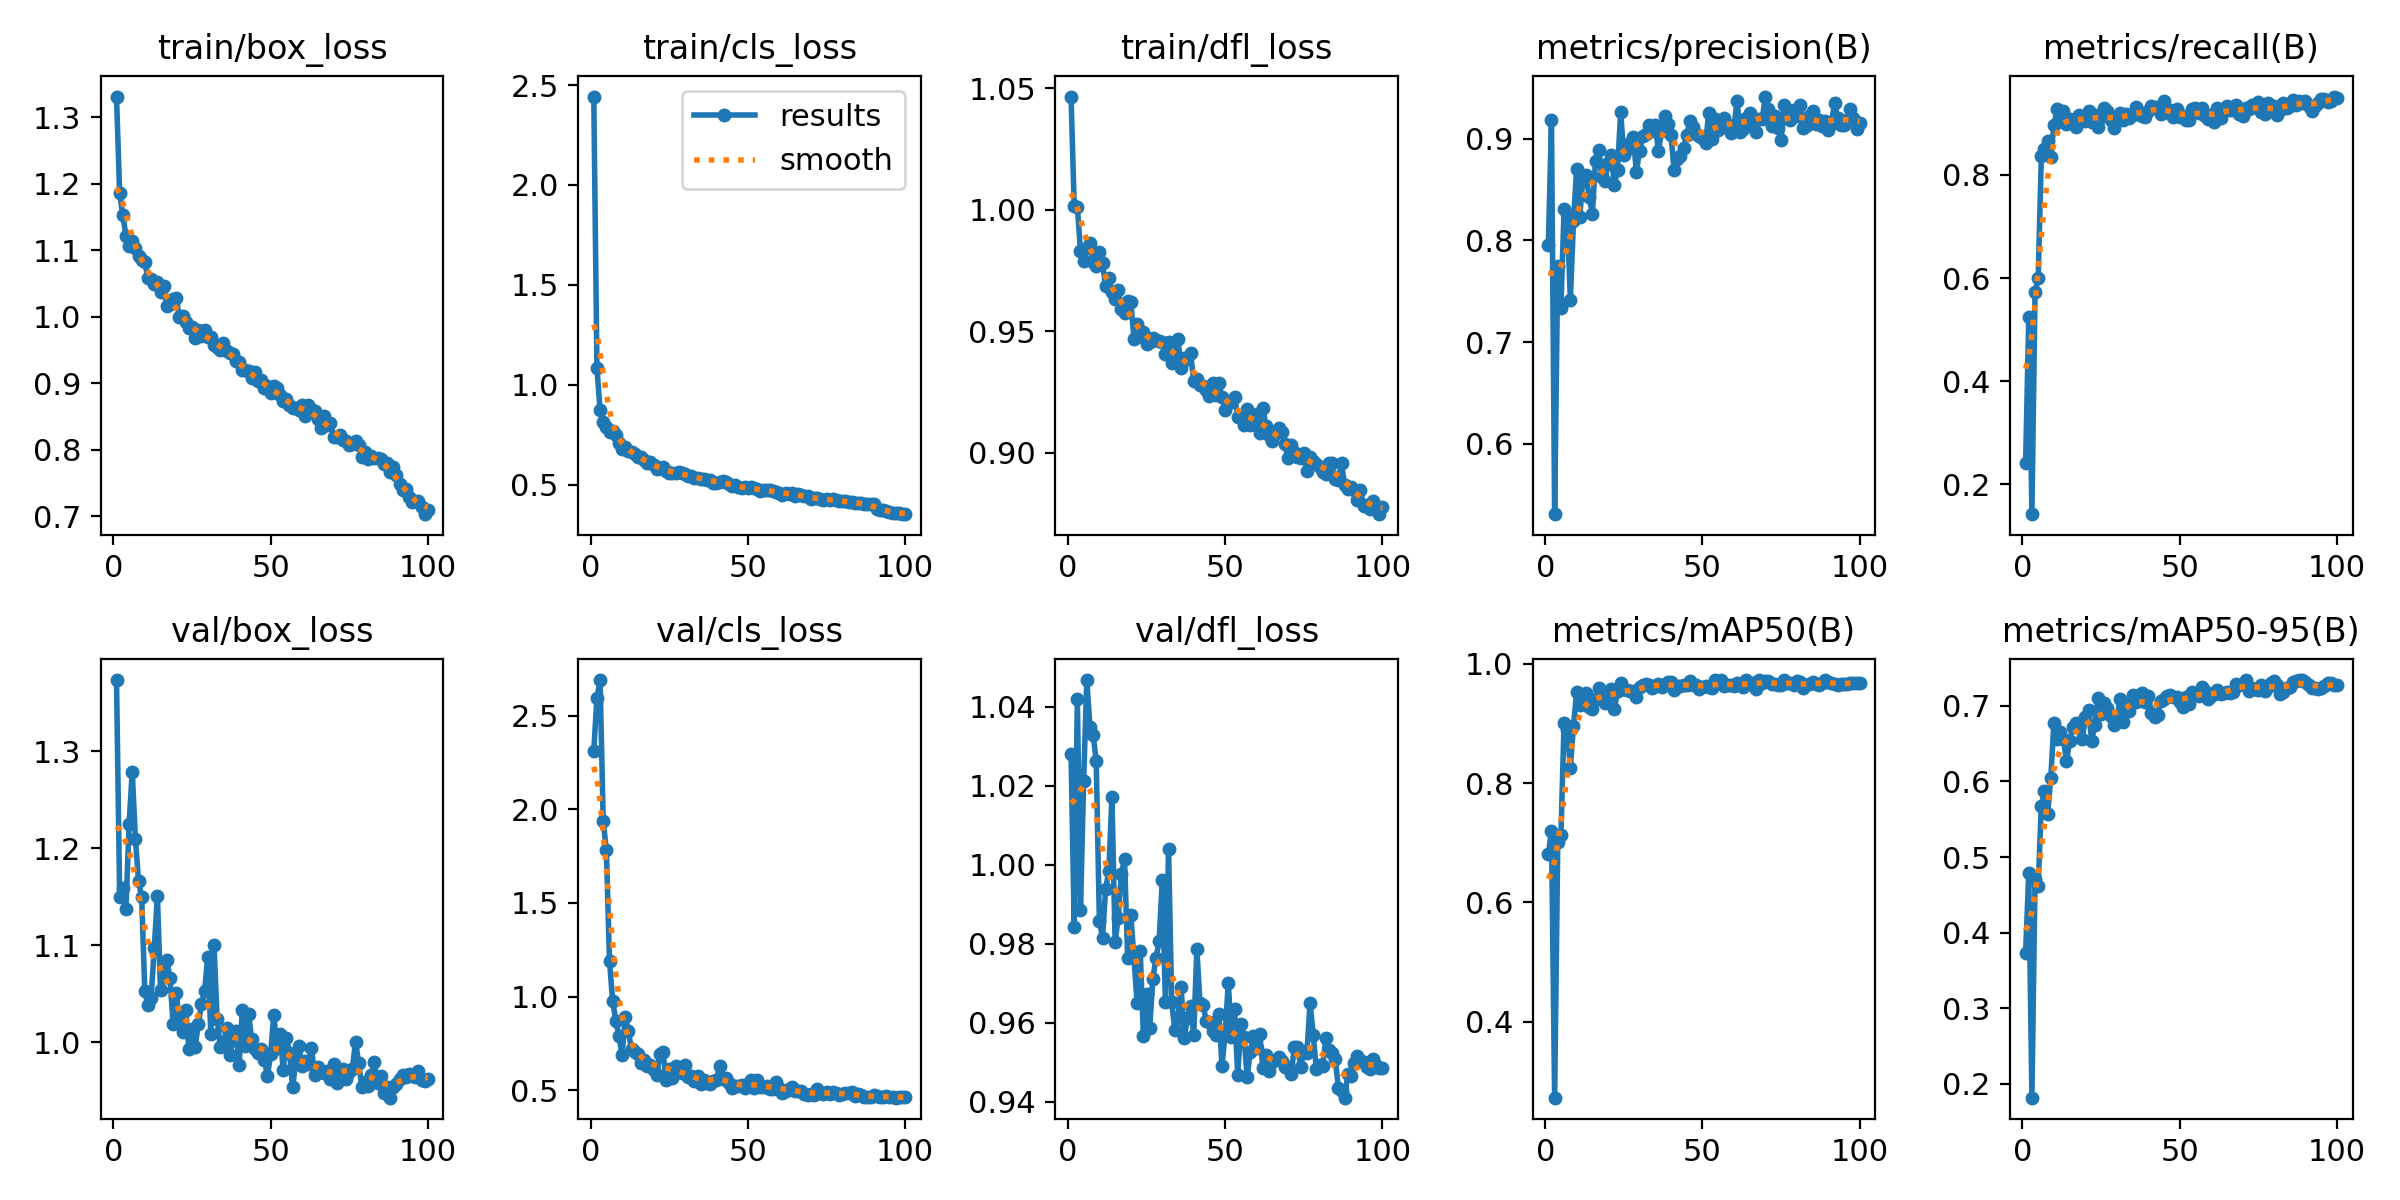 train/box_loss
1.3
1.2
1.1
1.0
0.9
0.8
0.7
0 50 100
train/cls_loss
results
smooth
2.5
2.0
1.5
1.0
0.5
0 50 100
train/dfl_loss
1.05
1.00
0.95
0.90
0 50 100
metrics/precision(B)
0.9
0.8
0.7
0.6
0 50 100
metrics/recall(B)
0.8
0.6
0.4
0.2
0 50 100
val/box_loss
1.3
1.2
1.1
1.0
0 50 100
val/cls_loss
2.5
2.0
1.5
1.0
0.5
0 50 100
val/dfl_loss
1.04
1.02
1.00
0.98
0.96
0.94
0 50 100
metrics/mAP50(B)
1.0
0.8
0.6
0.4
0 50 100
metrics/mAP50-95(B)
0.7
0.6
0.5
0.4
0.3
0.2
0 50 100